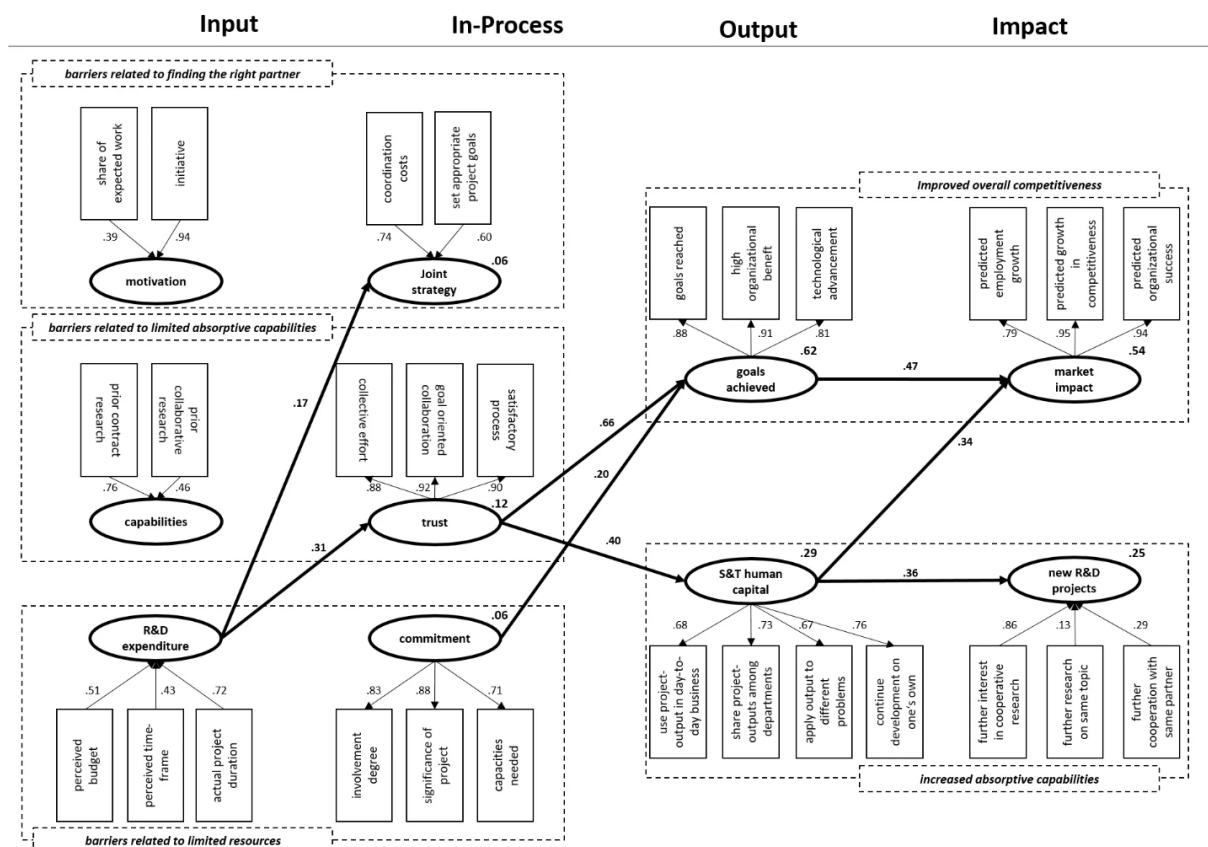 Input
In-Process
Output
Impact
barriers related to finding the right partner
share of
expected work
initiative
coordination
costs
set appropriate
project goals
.39
.94
.74
.60
motivation
Joint
strategy
.06
Improved overall competitiveness
goals reached
high
organizational
beneft
technological
advancement
predicted
employment
growth
predicted growth
in
competitiveness
predicted
organizational
success
.88
.91
.81
.79
.95
.94
goals
achieved
.62
market
impact
.54
.47
.34
barriers related to limited absorptive capabilities
prior contract
research
prior
collaborative
research
collective effort
goal oriented
collaboration
satisfactory
process
.76
.46
.88
.92
.90
capabilities
trust
.12
.17
.31
.66
.20
.40
R&D
expenditure
commitment
.06
.51
.43
.72
.83
.88
.71
perceived
budget
perceived time-
frame
actual project
duration
involvement
degree
significance of
project
capacities
needed
barriers related to limited resources
S&T human
capital
.29
new R&D
projects
.25
.36
.68
.73
.67
.76
.86
.13
.29
use project-
output in day-to-
day business
share project-
outputs among
departments
apply output to
different
problems
continue
development on
one's own
further interest
in cooperative
research
further research
on same topic
further
cooperation with
same partner
increased absorptive capabilities